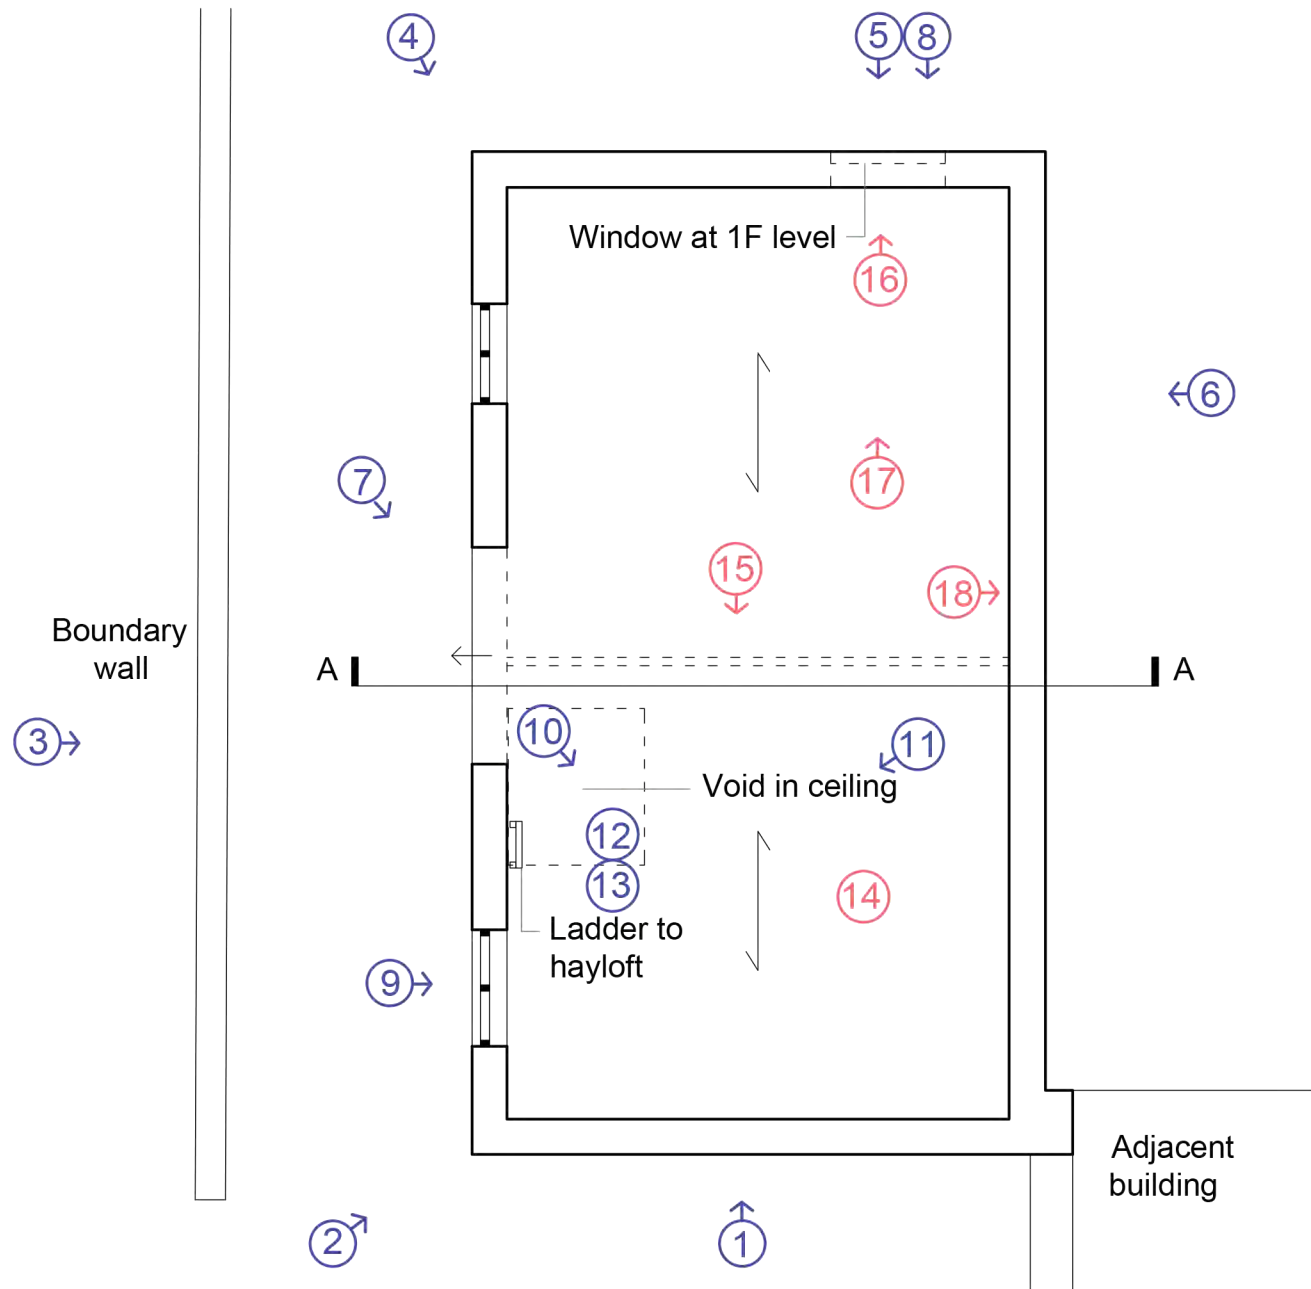 4
5
8
Window at 1F level
16
6
7
17
15
18
Boundary
wall
A
A
3
10
11
Void in ceiling
12
13
14
Ladder to
hayloft
9
Adjacent
building
2
1